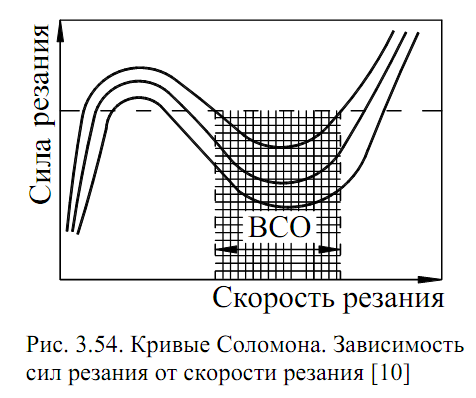 Сила резания
ВСО
Скорость резания
Рис. 3.54. Кривые Соломона. Зависимость
сил резания от скорости резания [10]